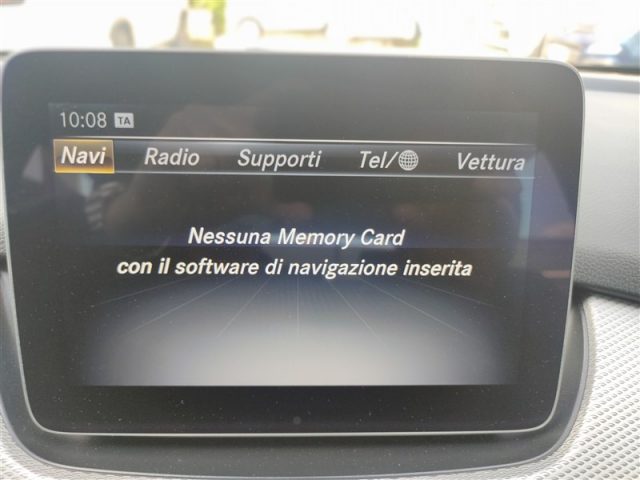 10:08 TA
Navi Radio Supporti Tel/ Vettura
Nessuna Memory Card
con il software di navigazione inserita